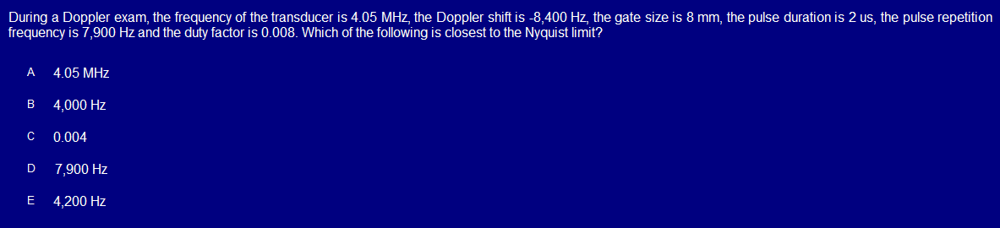 During a Doppler exam, the frequency of the transducer is 4.05 MHz, the Doppler shift is -8,400 Hz, the gate size is 8 mm, the pulse duration is 2 us, the pulse repetition
frequency is 7,900 Hz and the duty factor is 0.008. Which of the following is closest to the Nyquist limit?
A 4.05 MHz
B 4,000 Hz
C 0.004
D 7,900 Hz
E 4,200 Hz